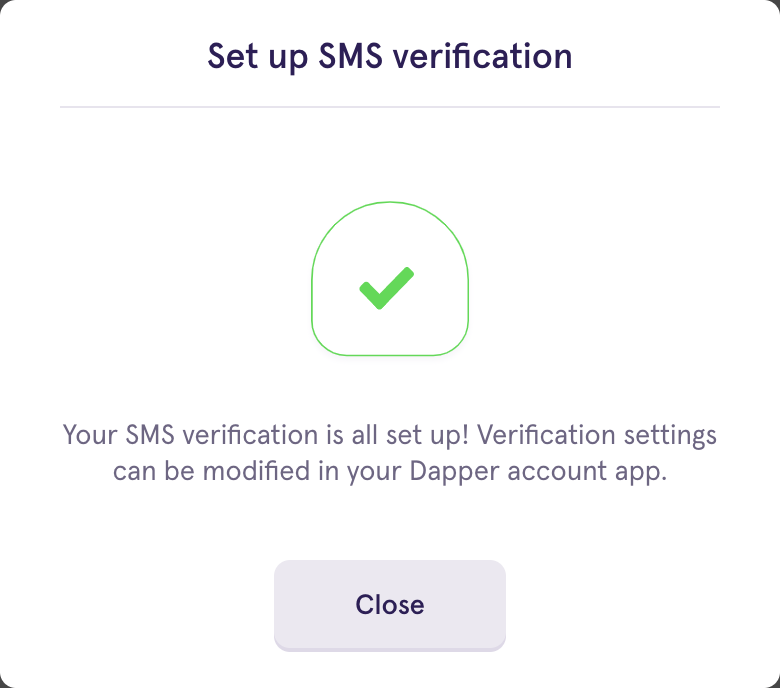 Set up SMS verification
Your SMS verification is all set up! Verification settings
can be modified in your Dapper account app.
Close